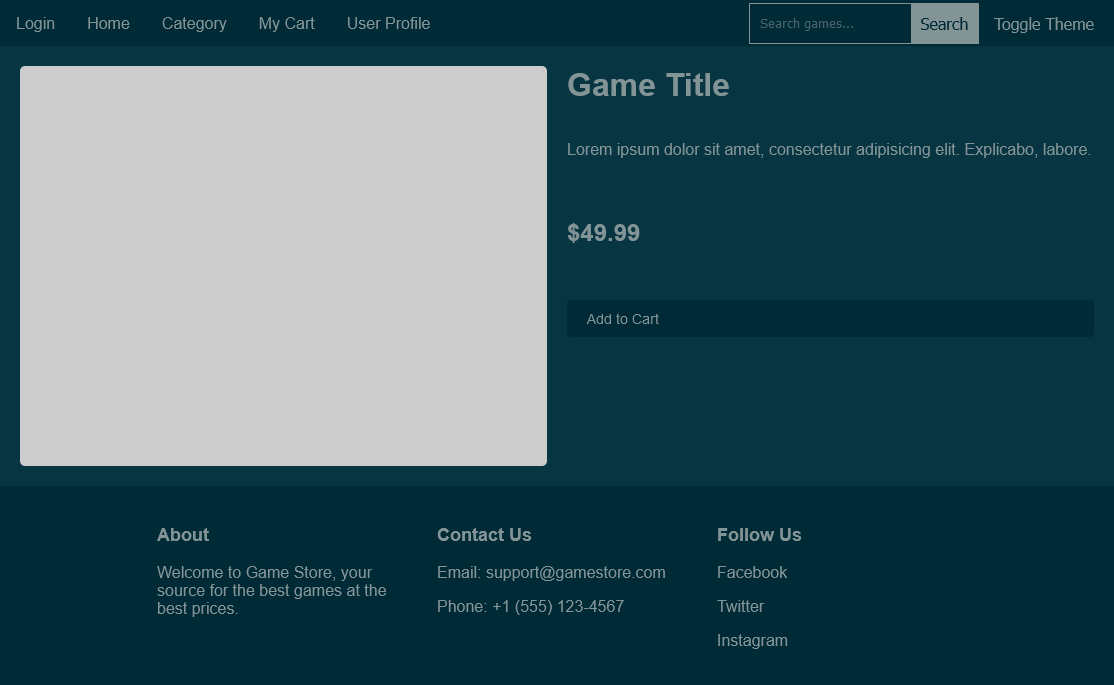 Login Home Category My Cart User Profile Search games... Search Toggle Theme
Game Title
Lorem ipsum dolor sit amet, consectetur adipisicing elit. Explicabo, labore.
$49.99
Add to Cart
About
Welcome to Game Store, your
source for the best games at the
best prices.
Contact Us
Email: support@gamestore.com
Phone: +1 (555) 123-4567
Follow Us
Facebook
Twitter
Instagram